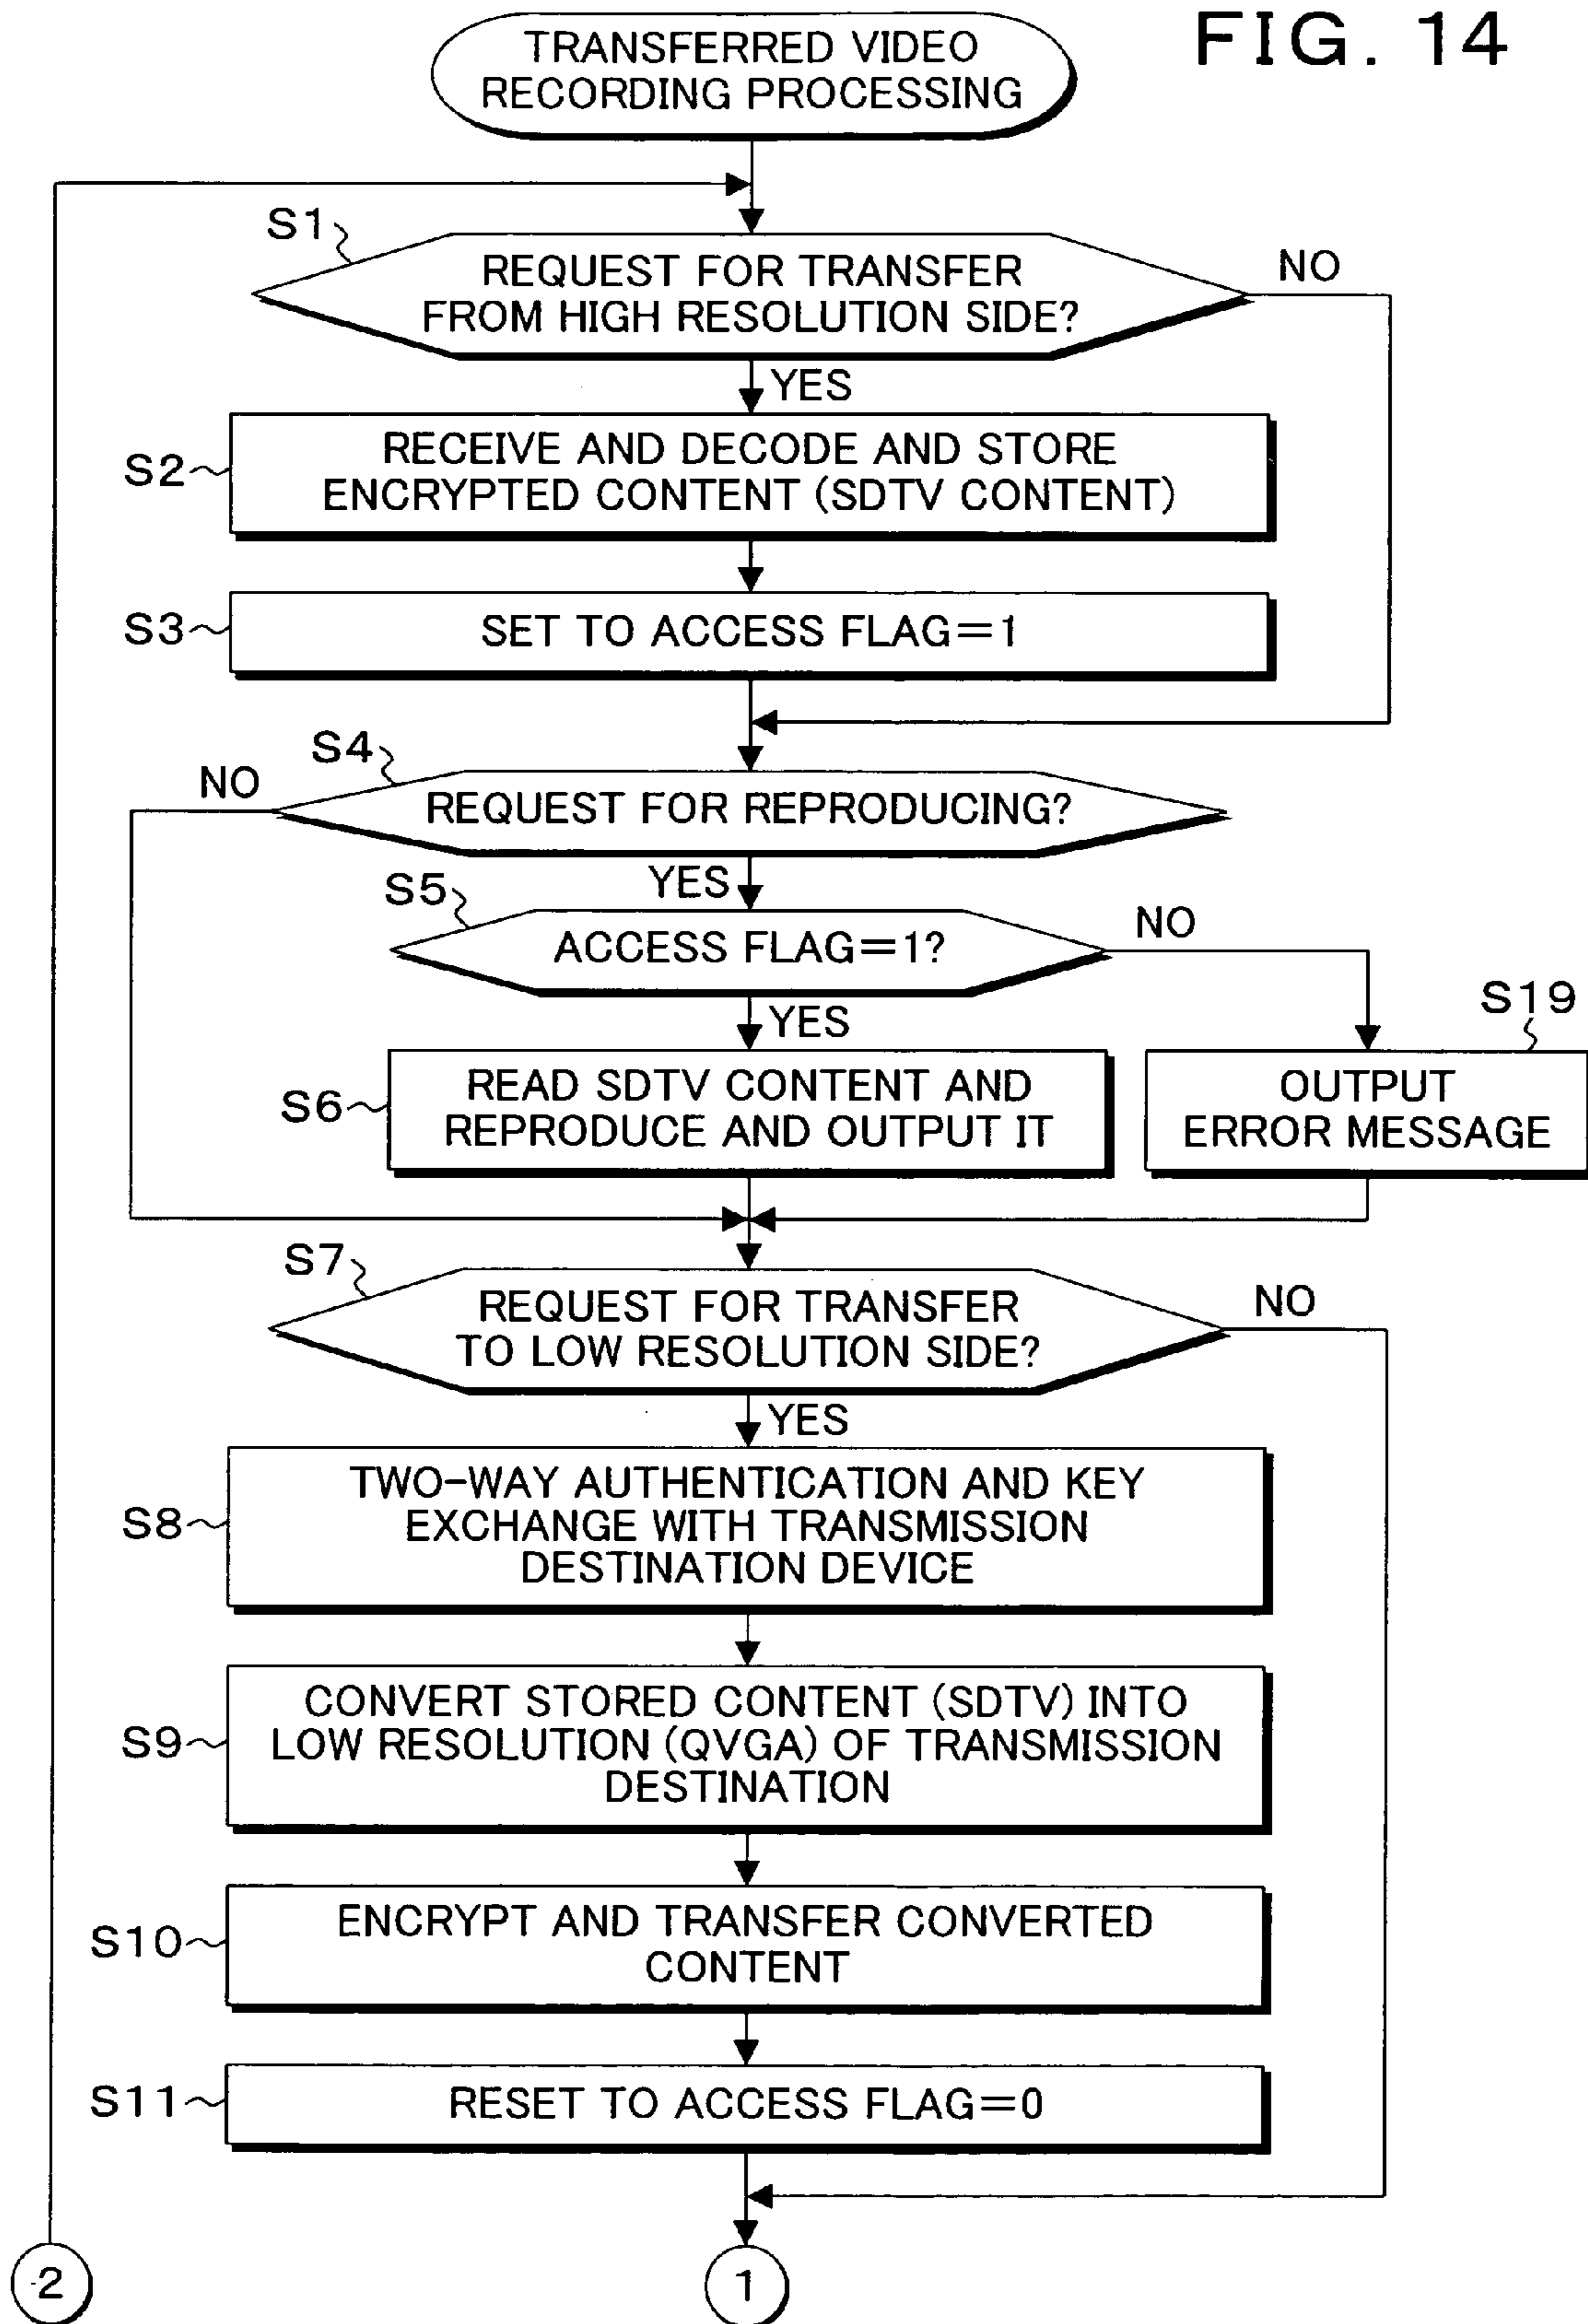 FIG. 14
TRANSFERRED VIDEO
RECORDING PROCESSING
S1
REQUEST FOR TRANSFER
FROM HIGH RESOLUTION SIDE?
NO
YES
S2
RECEIVE AND DECODE AND STORE
ENCRYPTED CONTENT (SDTV CONTENT)
S3
SET TO ACCESS FLAG=1
S4
NO
REQUEST FOR REPRODUCING?
YES
S5
ACCESS FLAG=1?
NO
YES
S19
S6
READ SDTV CONTENT AND
REPRODUCE AND OUTPUT IT
OUTPUT
ERROR MESSAGE
S7
REQUEST FOR TRANSFER
TO LOW RESOLUTION SIDE?
NO
YES
S8
TWO-WAY AUTHENTICATION AND KEY
EXCHANGE WITH TRANSMISSION
DESTINATION DEVICE
S9
CONVERT STORED CONTENT (SDTV) INTO
LOW RESOLUTION (QVGA) OF TRANSMISSION
DESTINATION
S10
ENCRYPT AND TRANSFER CONVERTED
CONTENT
S11
RESET TO ACCESS FLAG=0
2
1